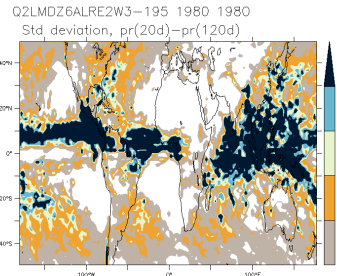 Q2LMDZ6ALRE2W3-195 1980 1980
Std deviation, pr(20d)-pr(120d)
40°N
20°N
0°
20°S
40°S
100°W 0° 100°E